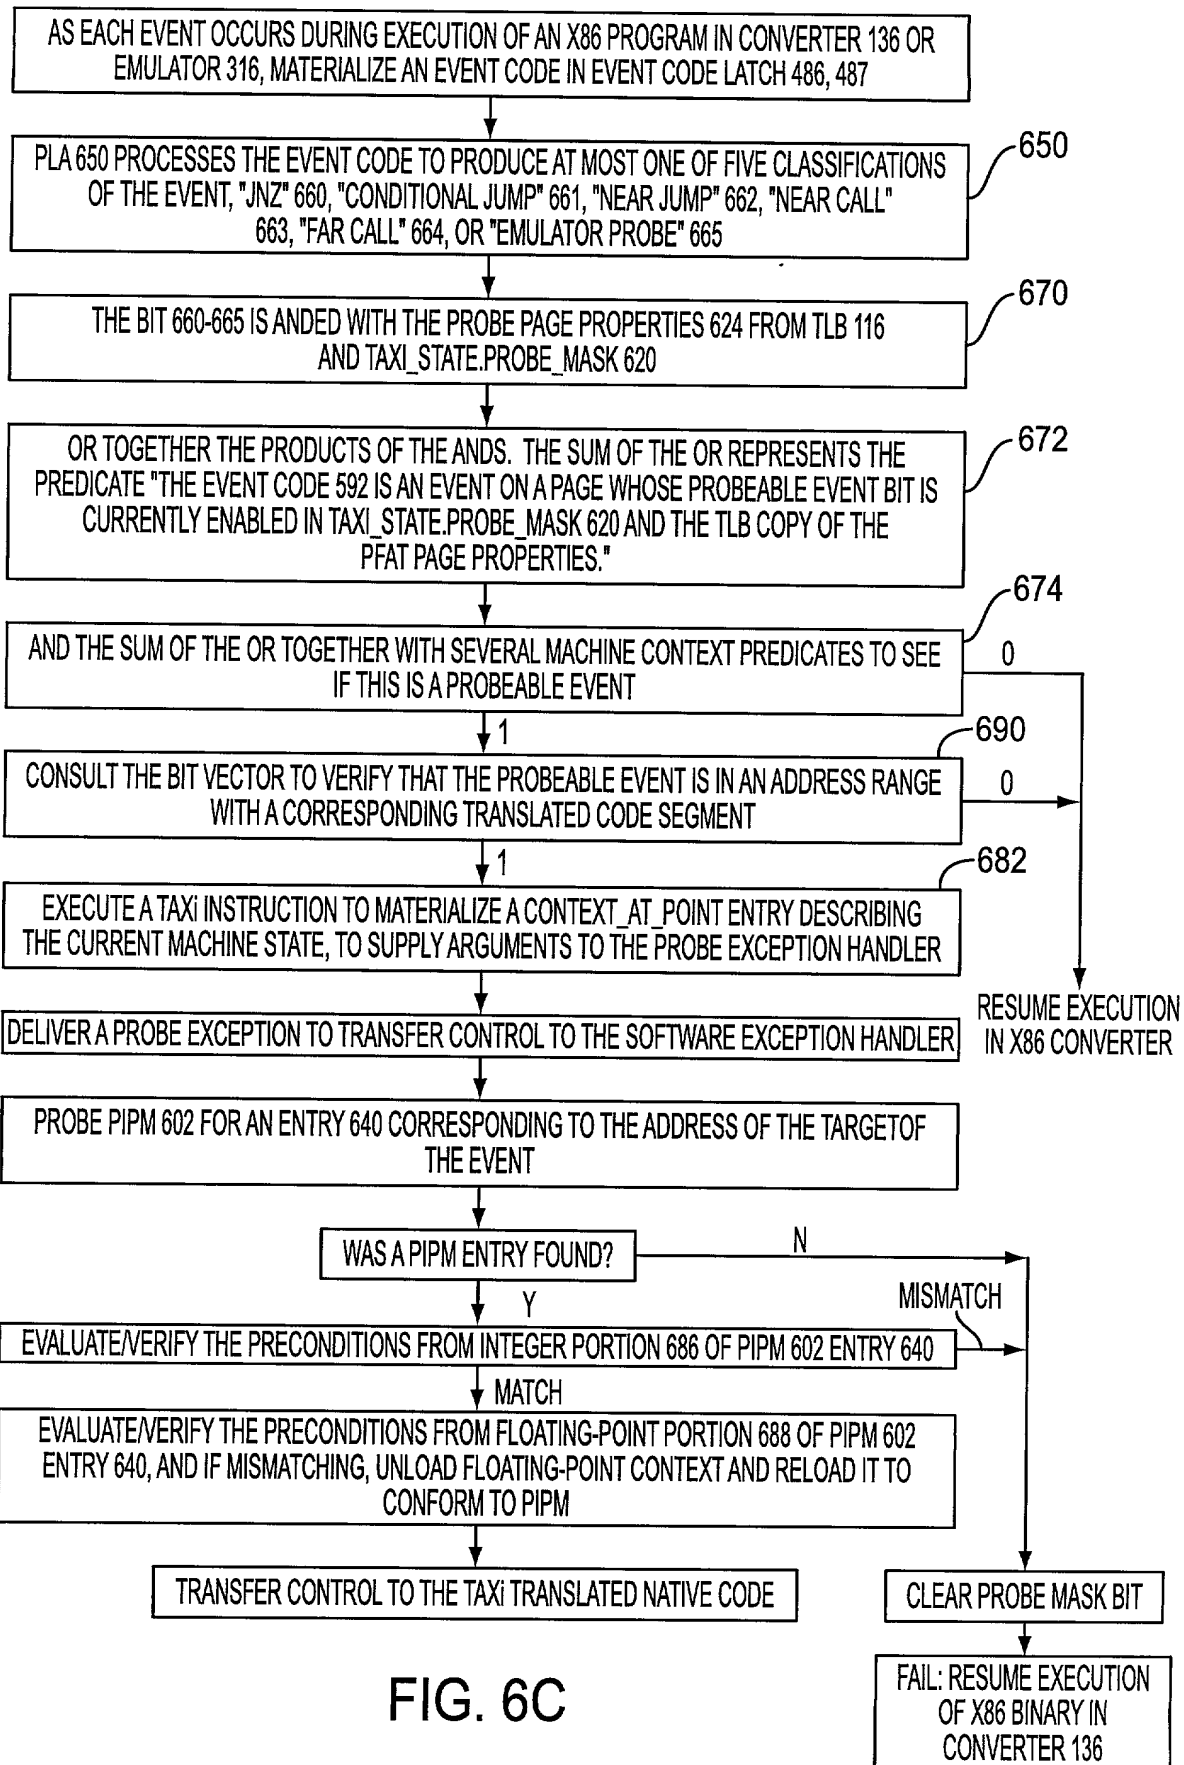 AS EACH EVENT OCCURS DURING EXECUTION OF AN X86 PROGRAM IN CONVERTER 136 OR
EMULATOR 316, MATERIALIZE AN EVENT CODE IN EVENT CODE LATCH 486, 487
650
PLA 650 PROCESSES THE EVENT CODE TO PRODUCE AT MOST ONE OF FIVE CLASSIFICATIONS
OF THE EVENT, "JNZ" 660, "CONDITIONAL JUMP" 661, "NEAR JUMP" 662, "NEAR CALL"
663, "FAR CALL" 664, OR "EMULATOR PROBE" 665
670
THE BIT 660-665 IS ANDED WITH THE PROBE PAGE PROPERTIES 624 FROM TLB 116
AND TAXI_STATE.PROBE_MASK 620
672
OR TOGETHER THE PRODUCTS OF THE ANDS. THE SUM OF THE OR REPRESENTS THE
PREDICATE "THE EVENT CODE 592 IS AN EVENT ON A PAGE WHOSE PROBEABLE EVENT BIT IS
CURRENTLY ENABLED IN TAXI_STATE.PROBE_MASK 620 AND THE TLB COPY OF THE
PFAT PAGE PROPERTIES."
674
AND THE SUM OF THE OR TOGETHER WITH SEVERAL MACHINE CONTEXT PREDICATES TO SEE
IF THIS IS A PROBEABLE EVENT
0
1
690
CONSULT THE BIT VECTOR TO VERIFY THAT THE PROBEABLE EVENT IS IN AN ADDRESS RANGE
WITH A CORRESPONDING TRANSLATED CODE SEGMENT
0
1
682
EXECUTE A TAXi INSTRUCTION TO MATERIALIZE A CONTEXT_AT_POINT ENTRY DESCRIBING
THE CURRENT MACHINE STATE, TO SUPPLY ARGUMENTS TO THE PROBE EXCEPTION HANDLER
RESUME EXECUTION
IN X86 CONVERTER
DELIVER A PROBE EXCEPTION TO TRANSFER CONTROL TO THE SOFTWARE EXCEPTION HANDLER
PROBE PIPM 602 FOR AN ENTRY 640 CORRESPONDING TO THE ADDRESS OF THE TARGETOF
THE EVENT
WAS A PIPM ENTRY FOUND?
N
Y
MISMATCH
EVALUATE/VERIFY THE PRECONDITIONS FROM INTEGER PORTION 686 OF PIPM 602 ENTRY 640
MATCH
EVALUATE/VERIFY THE PRECONDITIONS FROM FLOATING-POINT PORTION 688 OF PIPM 602
ENTRY 640, AND IF MISMATCHING, UNLOAD FLOATING-POINT CONTEXT AND RELOAD IT TO
CONFORM TO PIPM
TRANSFER CONTROL TO THE TAXi TRANSLATED NATIVE CODE
CLEAR PROBE MASK BIT
FAIL: RESUME EXECUTION
OF X86 BINARY IN
CONVERTER 136
FIG. 6C